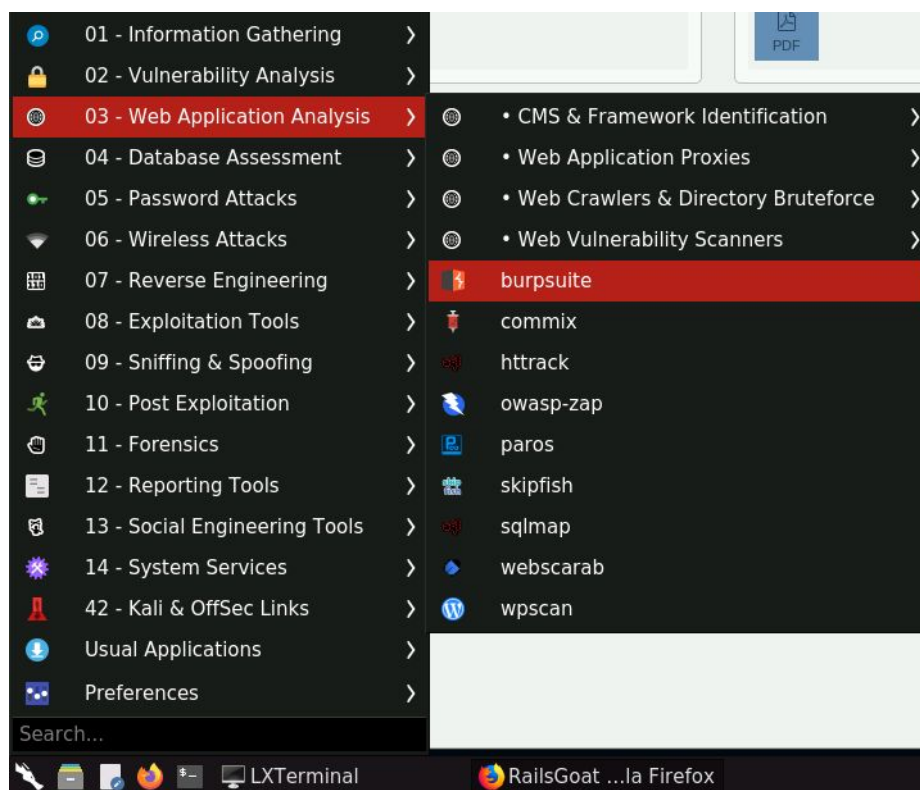 01 - Information Gathering
02 - Vulnerability Analysis
03 - Web Application Analysis
04 - Database Assessment
05 - Password Attacks
06 - Wireless Attacks
07 - Reverse Engineering
08 - Exploitation Tools
09 - Sniffing & Spoofing
10 - Post Exploitation
11 - Forensics
12 - Reporting Tools
13 - Social Engineering Tools
14 - System Services
42 - Kali & OffSec Links
Usual Applications
Preferences
Search...
PDF
• CMS & Framework Identification
• Web Application Proxies
• Web Crawlers & Directory Bruteforce
• Web Vulnerability Scanners
burpsuite
commix
httrack
owasp-zap
paros
skipfish
sqlmap
webscarab
wpscan
LXTerminal
RailsGoat ...la Firefox